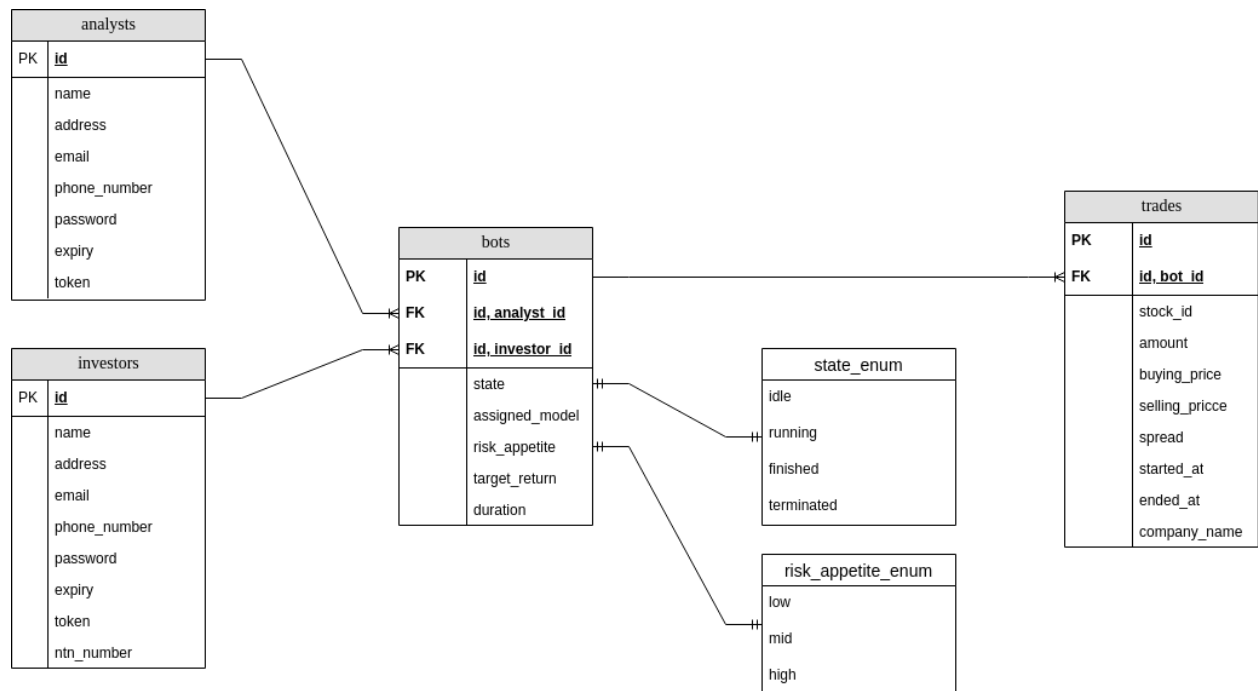 analysts
PK id
name
address
email
phone_number
password
expiry
token
investors
PK id
name
address
email
phone_number
password
expiry
token
ntn_number
bots
PK id
FK id, analyst_id
FK id, investor_id
state
assigned_model
risk_appetite
target_return
duration
state_enum
idle
running
finished
terminated
risk_appetite_enum
low
mid
high
trades
PK id
FK id, bot_id
stock_id
amount
buying_price
selling_pricce
spread
started_at
ended_at
company_name